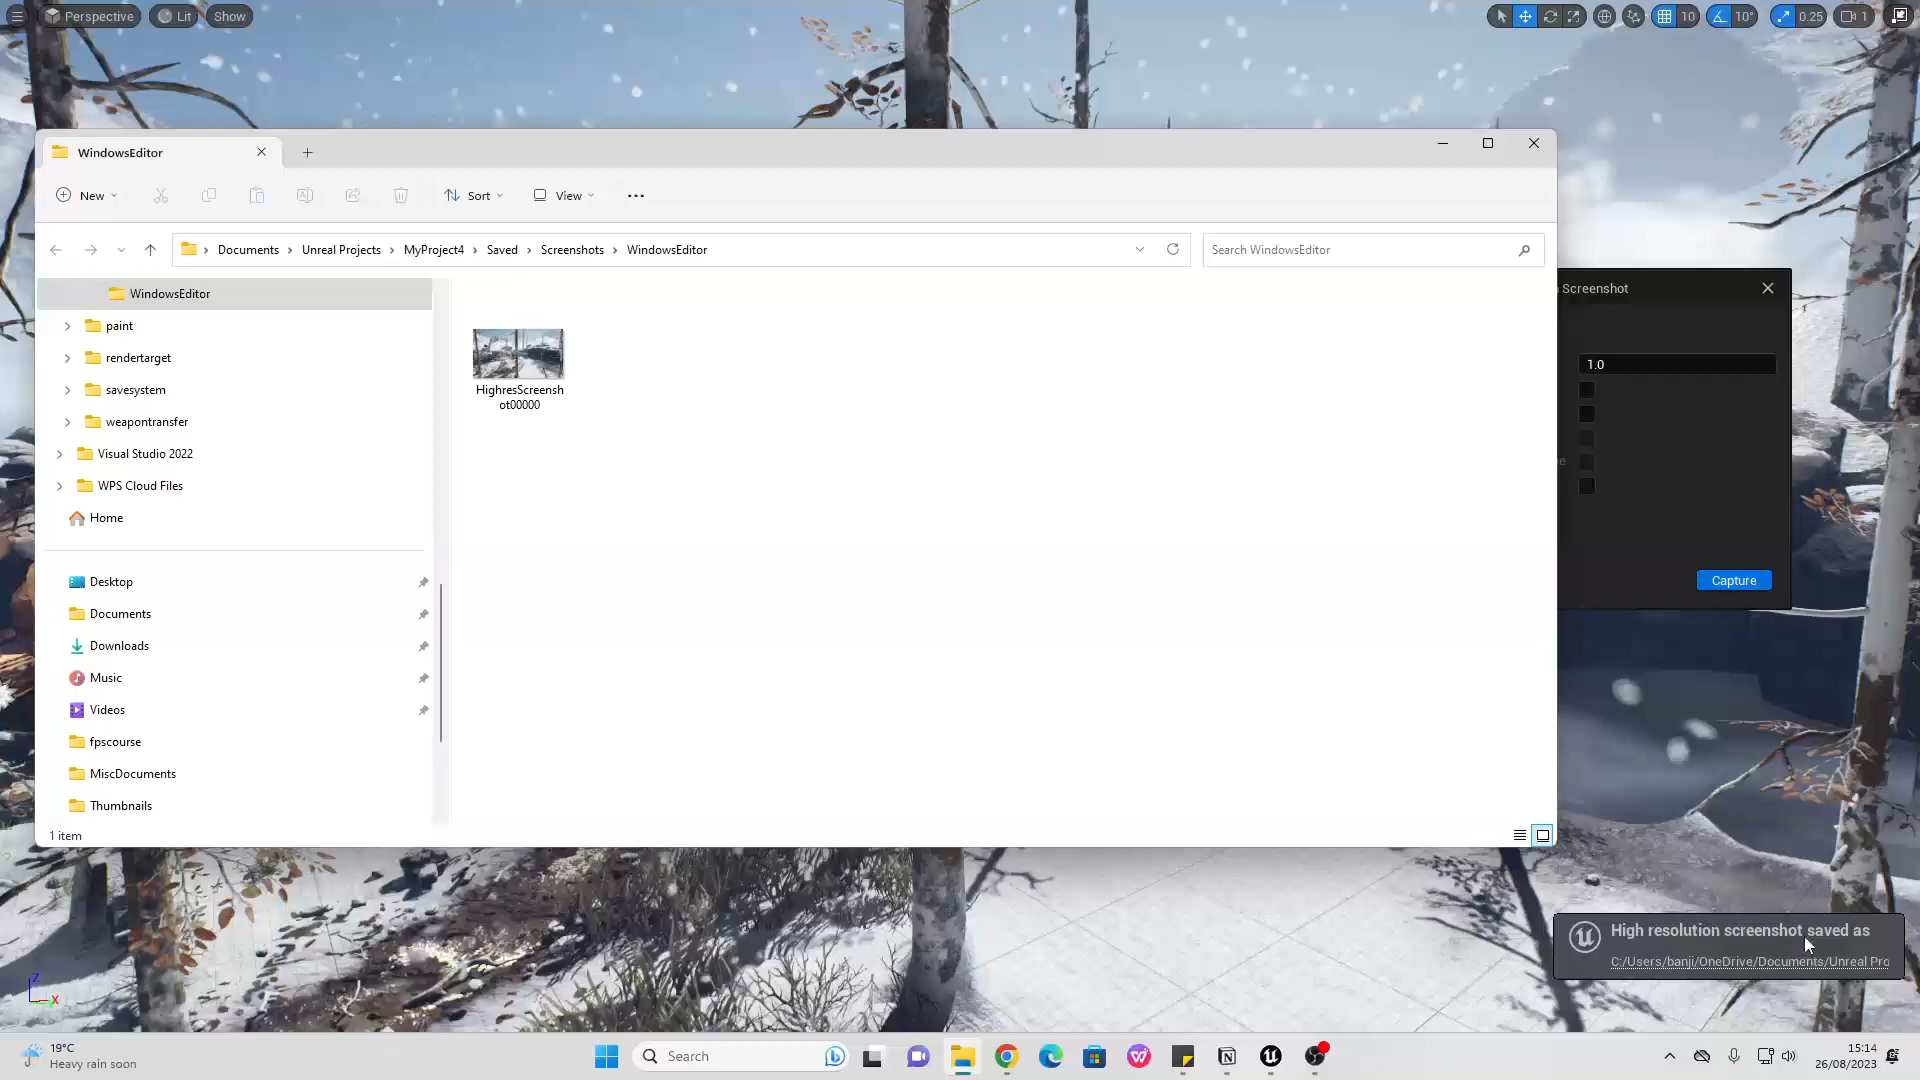 Perspective
Lit
Show
10
10°
0.25
1
WindowsEditor
New
Sort
View
Documents
Unreal Projects
MyProject4
Saved
Screenshots
WindowsEditor
Search WindowsEditor
WindowsEditor
paint
rendertarget
savesystem
weapontransfer
Visual Studio 2022
WPS Cloud Files
Home
Desktop
Documents
Downloads
Music
Videos
fpscourse
MiscDocuments
Thumbnails
1 item
HighresScreensh
ot00000
Screenshot
1.0
Capture
High resolution screenshot saved as
C:/Users/banji/OneDrive/Documents/Unreal Pro
Z
X
19°C
Heavy rain soon
Search
15:14
26/08/2023